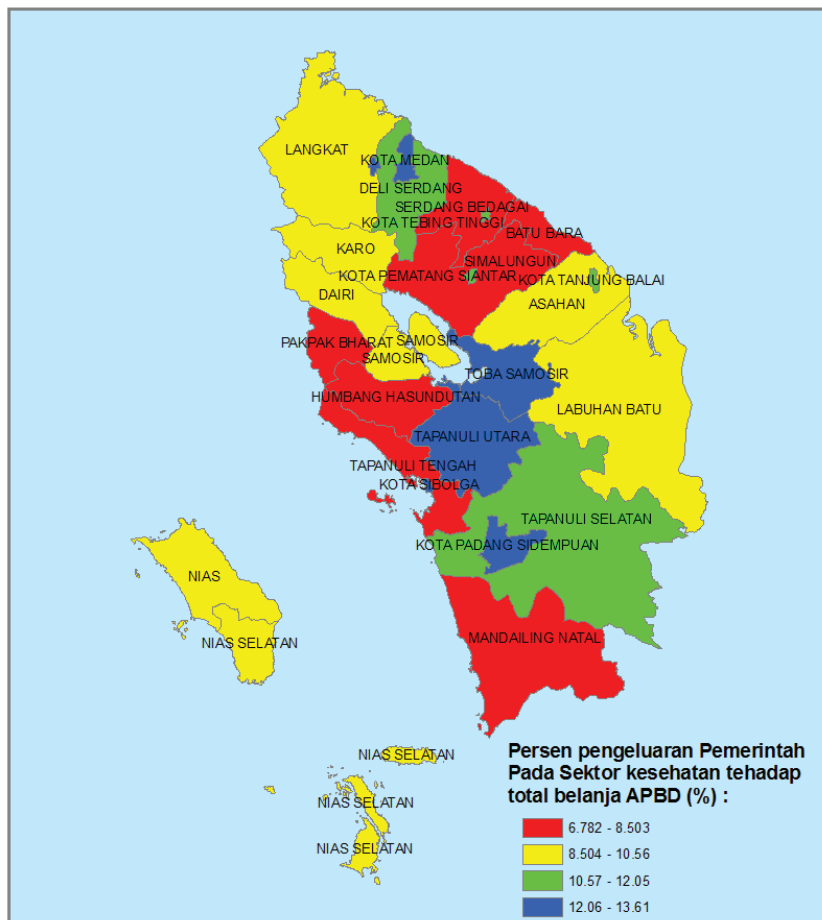 LANGKAT
KOTA MEDAN
DELI SERDANG
SERDANG BEDAGAI
KOTA TEBING TINGGI
BATU BARA
KARO
SIMALUNGUN
KOTA PEMATANG SIANTAR
KOTA TANJUNG BALAI
DAIRI
ASAHAN
PAKPAK BHARAT
SAMOSIR
SAMOSIR
TOBA SAMOSIR
HUMBANG HASUNDUTAN
LABUHAN BATU
TAPANULI UTARA
TAPANULI TENGAH
KOTA SIBOLGA
TAPANULI SELATAN
KOTA PADANG SIDEMPUAN
NIAS
NIAS SELATAN
MANDAILING NATAL
NIAS SELATAN
NIAS SELATAN
NIAS SELATAN
Persen pengeluaran Pemerintah
Pada Sektor kesehatan tehadap
total belanja APBD (%) :
6.782 - 8.503
8.504 - 10.56
10.57 - 12.05
12.06 - 13.61